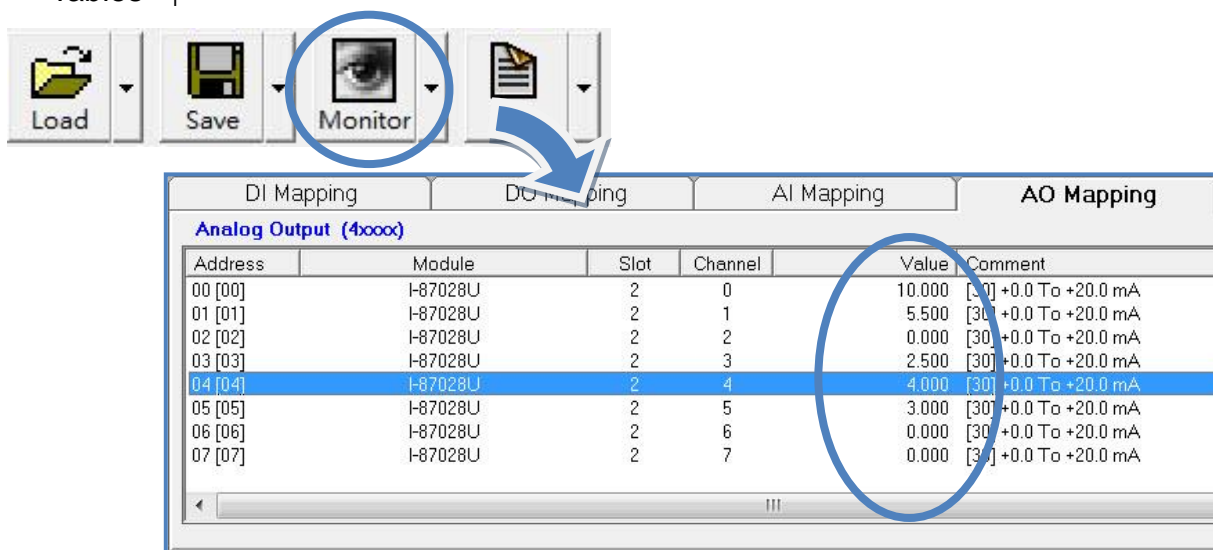 Load Save Monitor
DI Mapping DO Mapping AI Mapping AO Mapping
Analog Output (4xxxx)
Address Module Slot Channel Value Comment
00 [00] I-87028U 2 0 10.000 [30] +0.0 To +20.0 mA
01 [01] I-87028U 2 1 5.500 [30] +0.0 To +20.0 mA
02 [02] I-87028U 2 2 0.000 [30] +0.0 To +20.0 mA
03 [03] I-87028U 2 3 2.500 [30] +0.0 To +20.0 mA
04 [04] I-87028U 2 4 4.000 [30] +0.0 To +20.0 mA
05 [05] I-87028U 2 5 3.000 [30] +0.0 To +20.0 mA
06 [06] I-87028U 2 6 0.000 [30] +0.0 To +20.0 mA
07 [07] I-87028U 2 7 0.000 [30] +0.0 To +20.0 mA